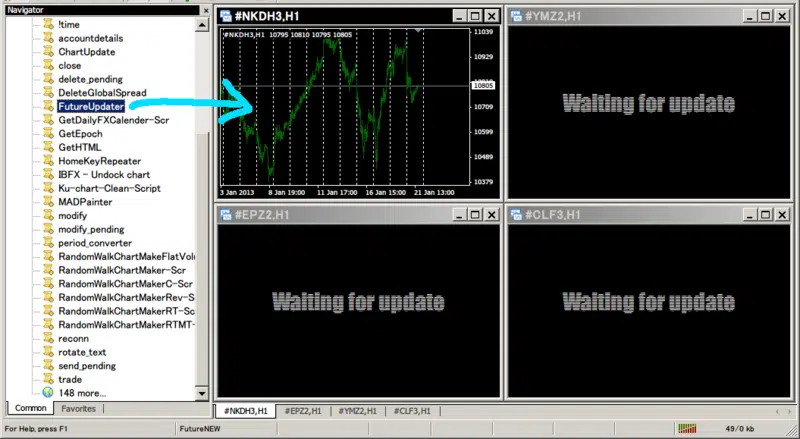 Navigator
!time
accountdetails
ChartUpdate
close
delete_pending
DeleteGlobalSpread
FutureUpdater
GetDailyFXCalender-Scr
GetEpoch
GetHTML
HomeKeyRepeater
IBFX - Undock chart
Ku-chart-Clean-Script
MADPainter
modify
modify_pending
period_converter
RandomWalkChartMakeFlatVolu
RandomWalkChartMaker-Scr
RandomWalkChartMakerC-Scr
RandomWalkChartMakerRev-Scr
RandomWalkChartMakerRT-Scr
RandomWalkChartMakerRTMT-
reconn
rotate_text
send_pending
trade
148 more...
Common
Favorites
#NKDH3,H1
#NKDH3,H1 10795 10810 10795 10805
11039
10929
10805
10709
10599
10489
10379
3 Jan 2013
8 Jan 19:00
11 Jan 17:00
16 Jan 15:00
21 Jan 13:00
#YMZ2,H1
Waiting for update
#EPZ2,H1
Waiting for update
#CLF3,H1
Waiting for update
#NKDH3,H1
#EPZ2,H1
#YMZ2,H1
#CLF3,H1
For Help, press F1
FutureNEW
49/0 kb